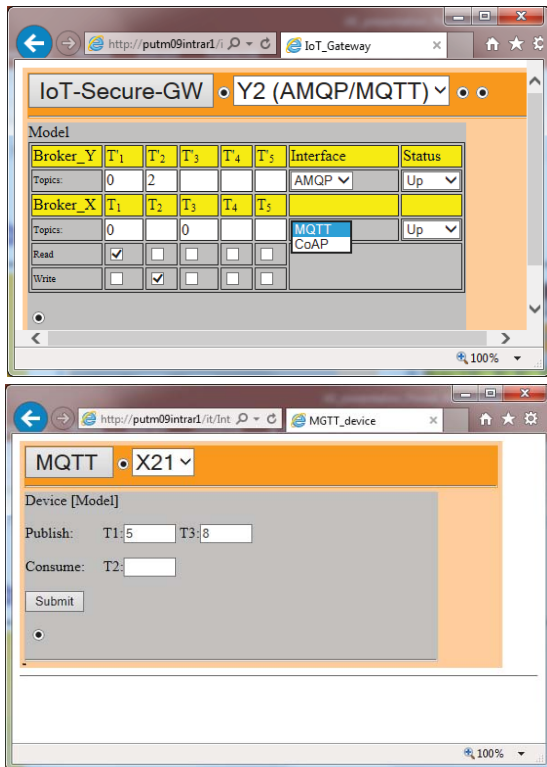 http://putm09intrar1/i
IoT_Gateway
IoT-Secure-GW Y2 (AMQP/MQTT)
Model
Broker_Y T'1 T'2 T'3 T'4 T'5 Interface Status
Topics: 0 2 AMQP Up
Broker_X T1 T2 T3 T4 T5
Topics: 0 0 MQTT Up
CoAP
Read
Write
100%
http://putm09intrar1/it/Int
MGTT_device
MQTT X21
Device [Model]
Publish: T1: 5 T3: 8
Consume: T2:
Submit
100%